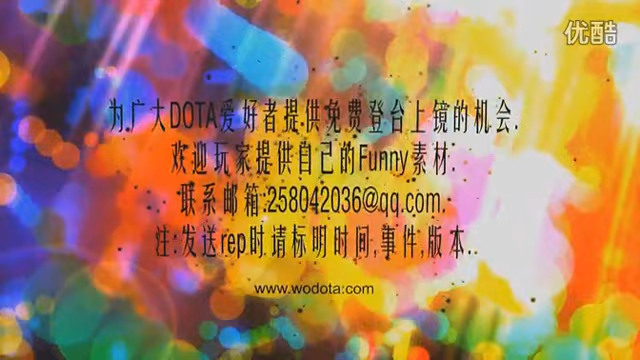 优酷
为广大DOTA爱好者提供免费登台上镜的机会.
欢迎玩家提供自己的Funny素材.
联系邮箱:258042036@qq.com.
注:发送rep时请标明时间,事件,版本..
www.wodota.com